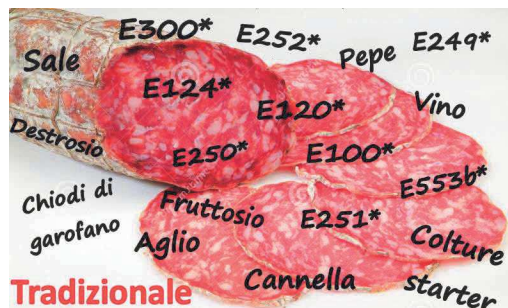 E300*
E252*
E249*
Sale
Pepe
E124*
E120*
Vino
Destrosio
E250*
E100*
E553b*
Chiodi di
garofano
Fruttosio
E251*
Aglio
Colture
starter
Cannella
Tradizionale